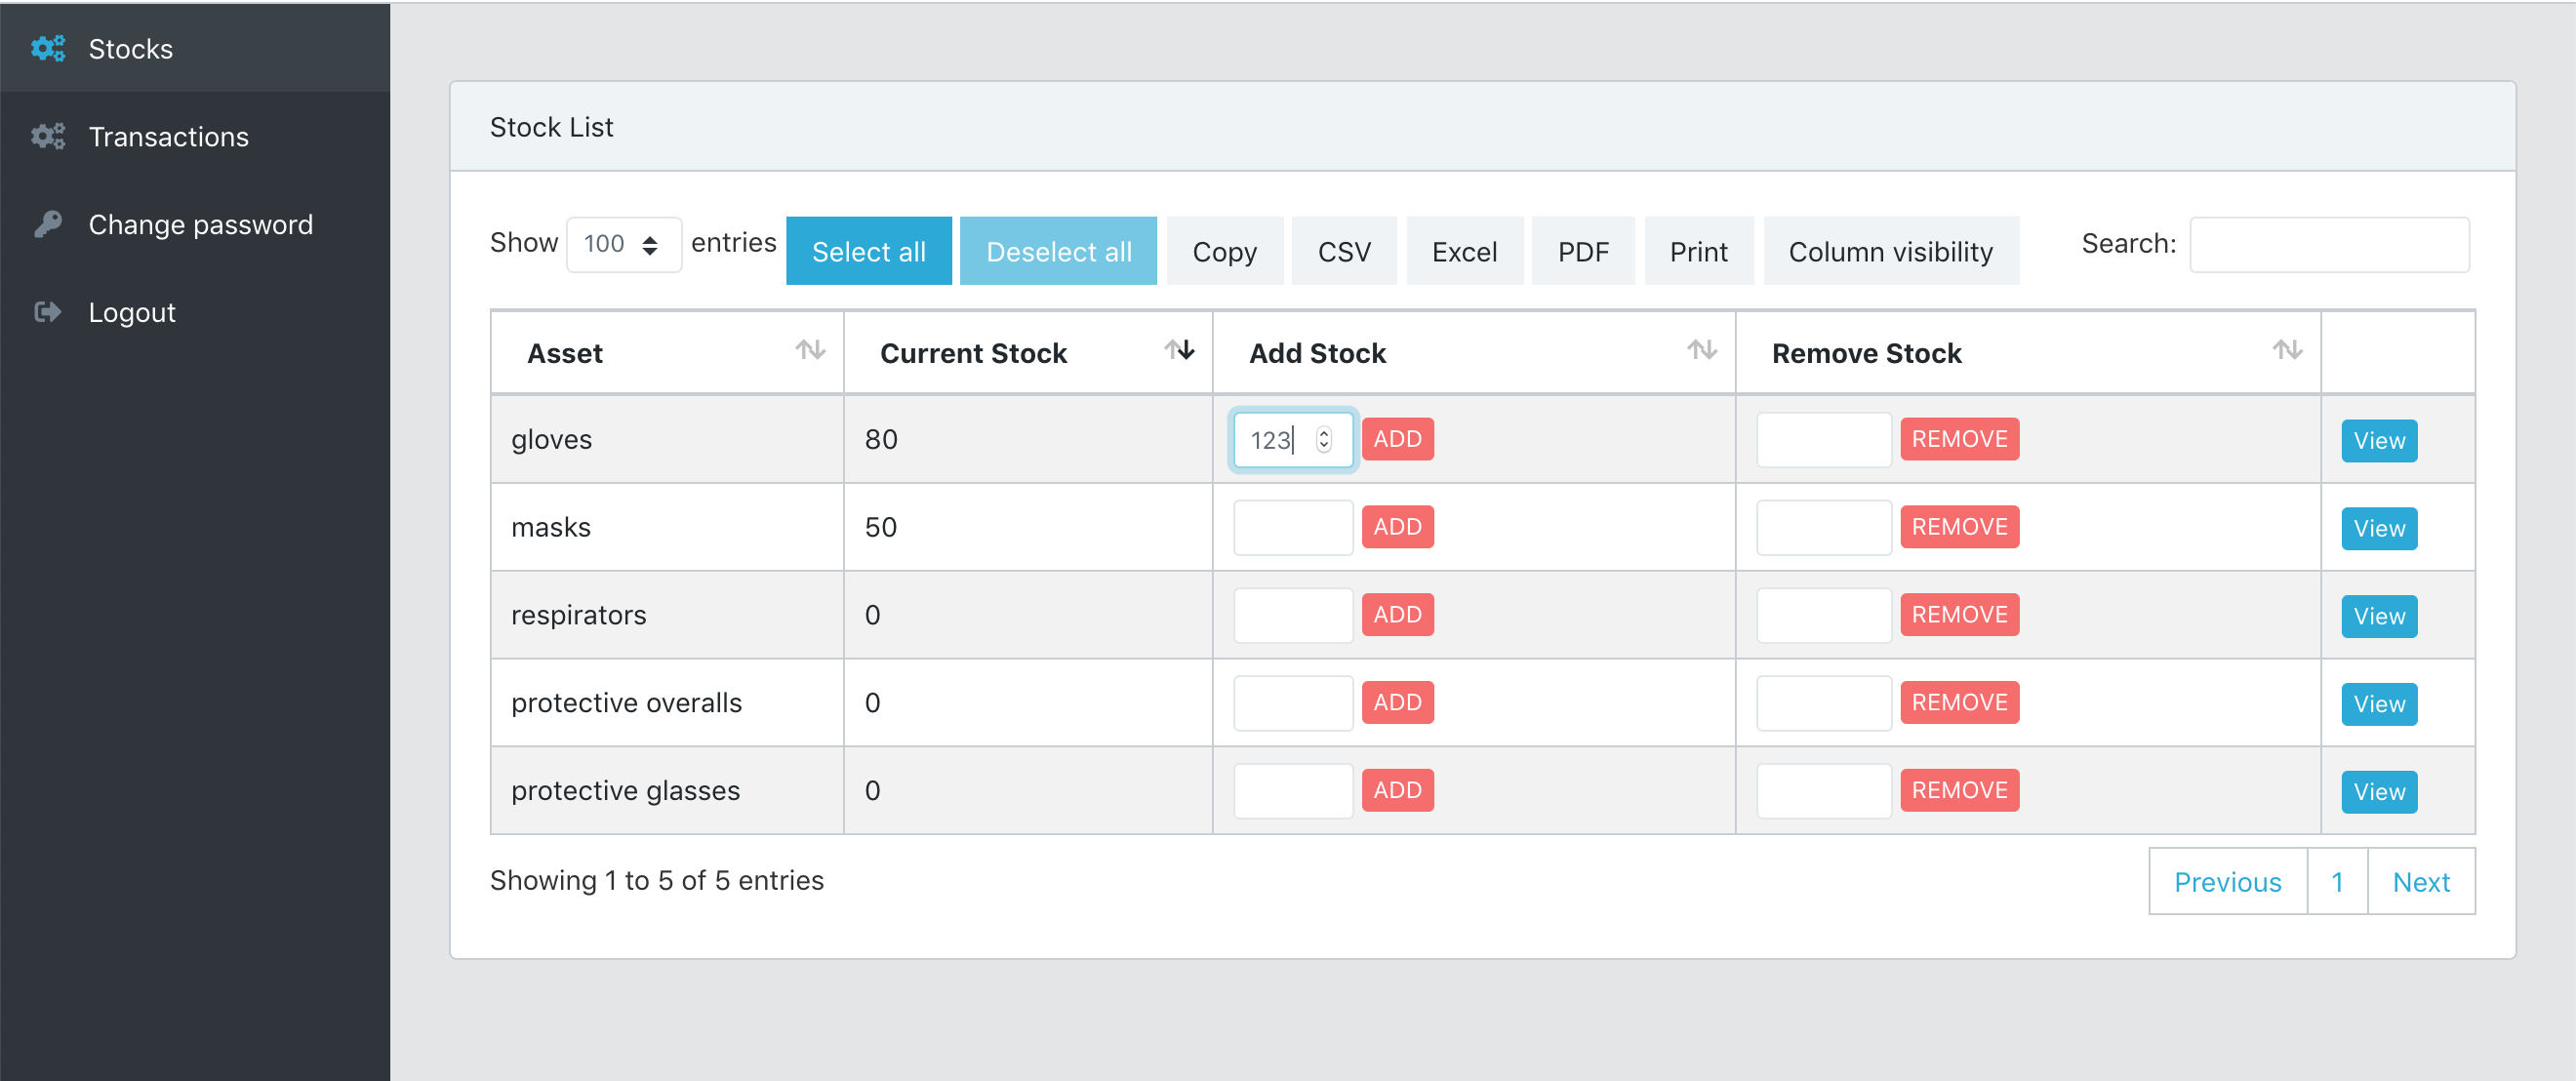 Stocks
Transactions
Change password
Logout
Stock List
Show 100 entries Select all Deselect all Copy CSV Excel PDF Print Column visibility Search:
Asset Current Stock Add Stock Remove Stock
gloves 80 123 ADD REMOVE View
masks 50 ADD REMOVE View
respirators 0 ADD REMOVE View
protective overalls 0 ADD REMOVE View
protective glasses 0 ADD REMOVE View
Showing 1 to 5 of 5 entries Previous 1 Next